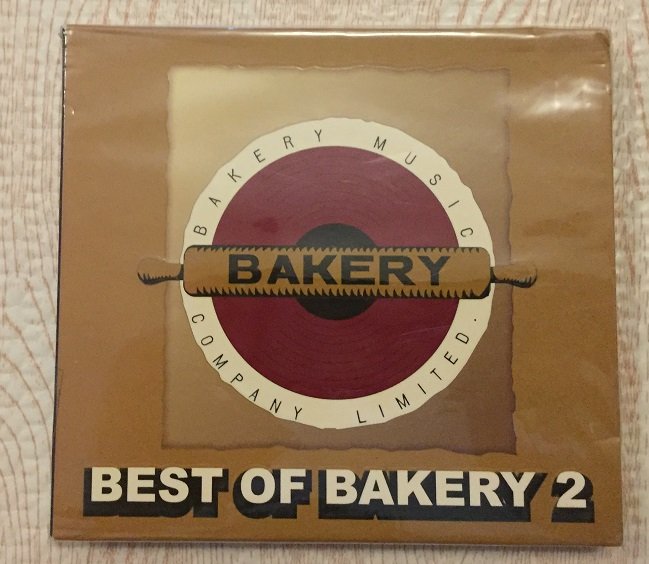 BAKERY MUSIC
BAKERY
COMPANY LIMITED.
BEST OF BAKERY 2